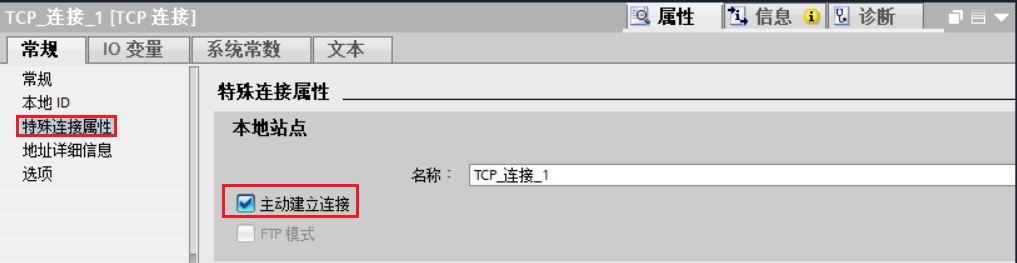 TCP_连接_1 [TCP 连接]
属性 信息 诊断
常规 IO 变量 系统常数 文本
常规
本地 ID
特殊连接属性
地址详细信息
选项
特殊连接属性
本地站点
名称： TCP_连接_1
主动建立连接
FTP 模式